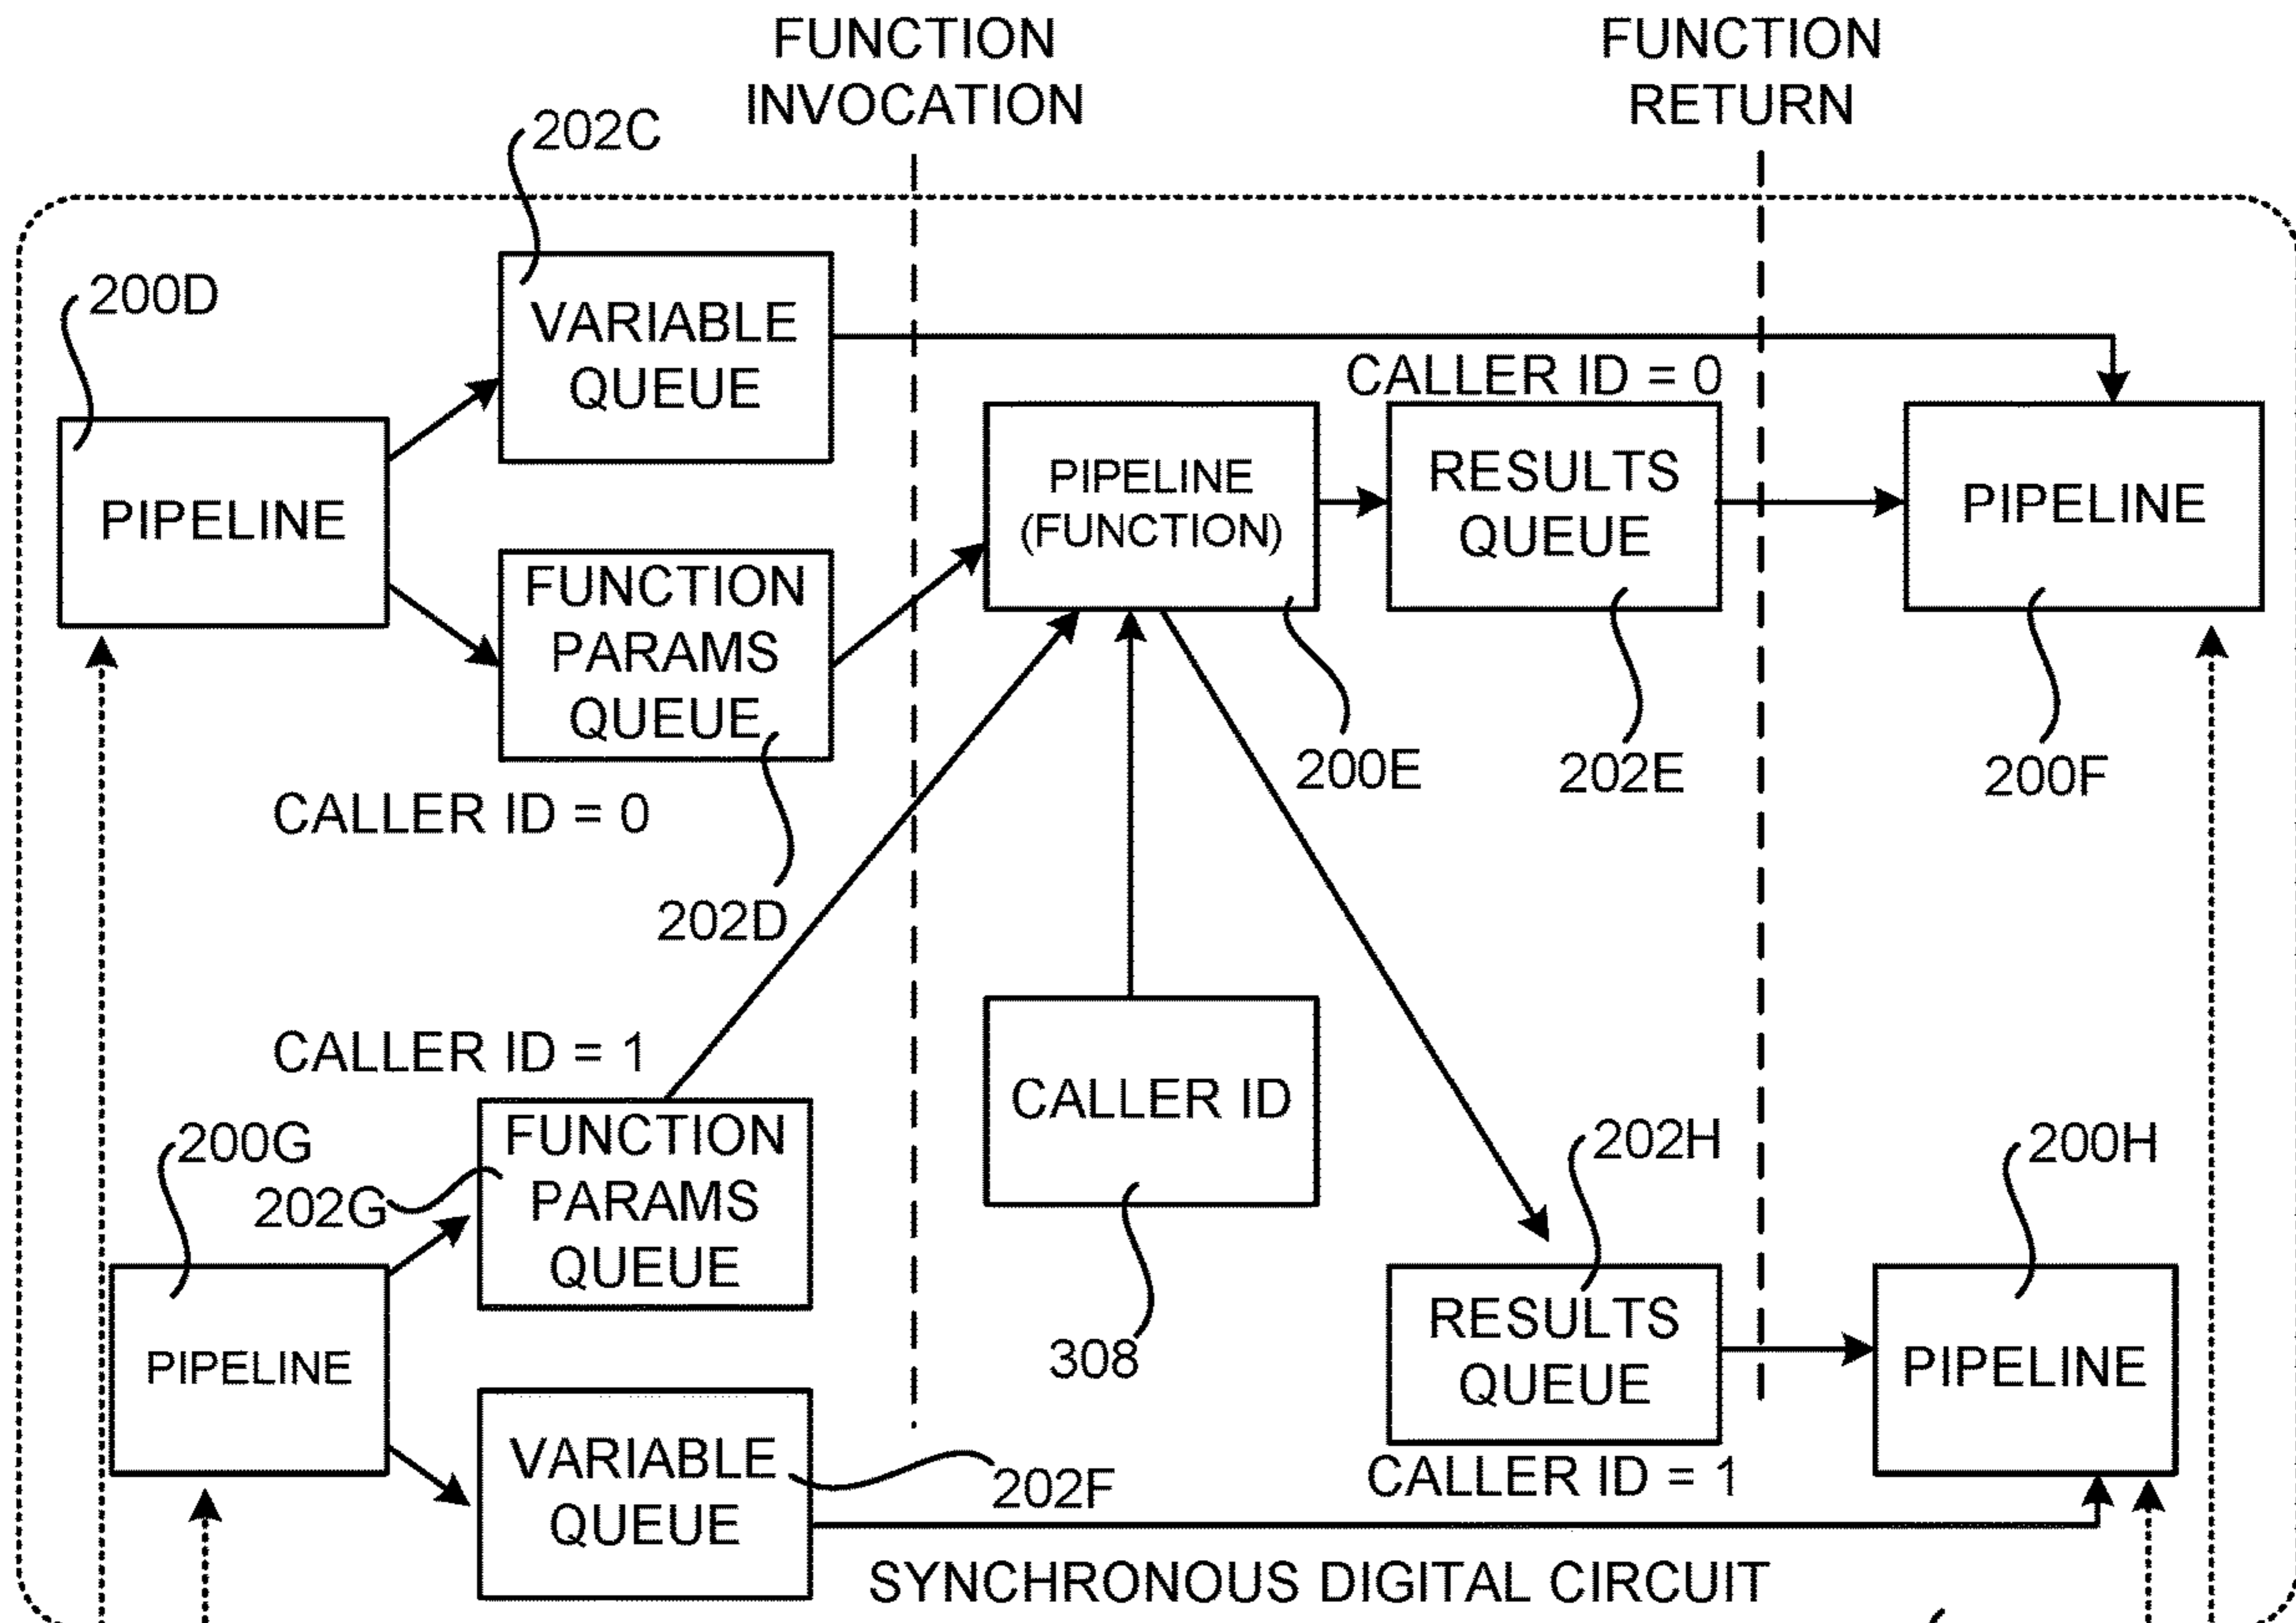 FUNCTION
INVOCATION
FUNCTION
RETURN
202C
200D
VARIABLE
QUEUE
CALLER ID = 0
PIPELINE
PIPELINE
(FUNCTION)
RESULTS
QUEUE
PIPELINE
FUNCTION
PARAMS
QUEUE
200E
202E
200F
CALLER ID = 0
202D
CALLER ID = 1
200G
202G
FUNCTION
PARAMS
QUEUE
CALLER ID
202H
200H
308
PIPELINE
RESULTS
QUEUE
PIPELINE
VARIABLE
QUEUE
202F
CALLER ID = 1
SYNCHRONOUS DIGITAL CIRCUIT